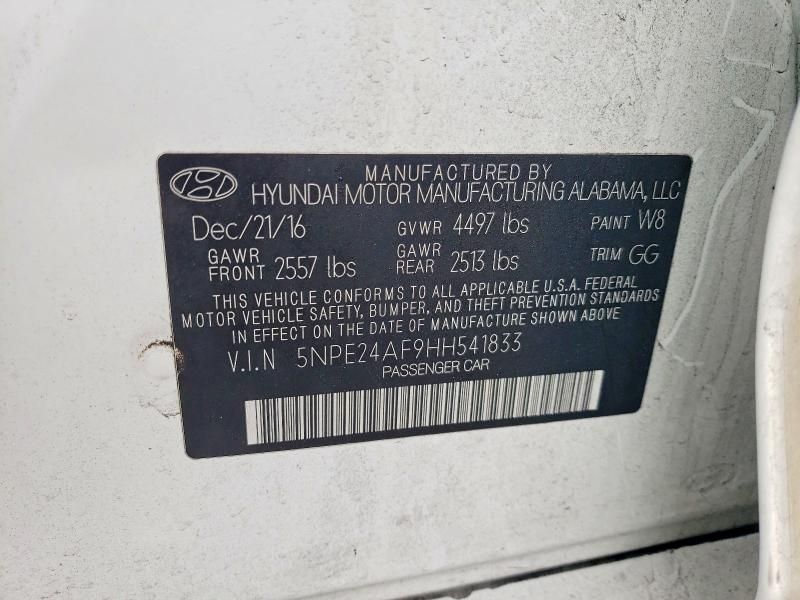 MANUFACTURED BY
HYUNDAI MOTOR MANUFACTURING ALABAMA, LLC
Dec/21/16 GVWR 4497 lbs PAINT W8
GAWR FRONT 2557 lbs GAWR REAR 2513 lbs TRIM GG
THIS VEHICLE CONFORMS TO ALL APPLICABLE U.S.A. FEDERAL
MOTOR VEHICLE SAFETY, BUMPER, AND THEFT PREVENTION STANDARDS
IN EFFECT ON THE DATE OF MANUFACTURE SHOWN ABOVE
V.I.N 5NPE24AF9HH541833
PASSENGER CAR